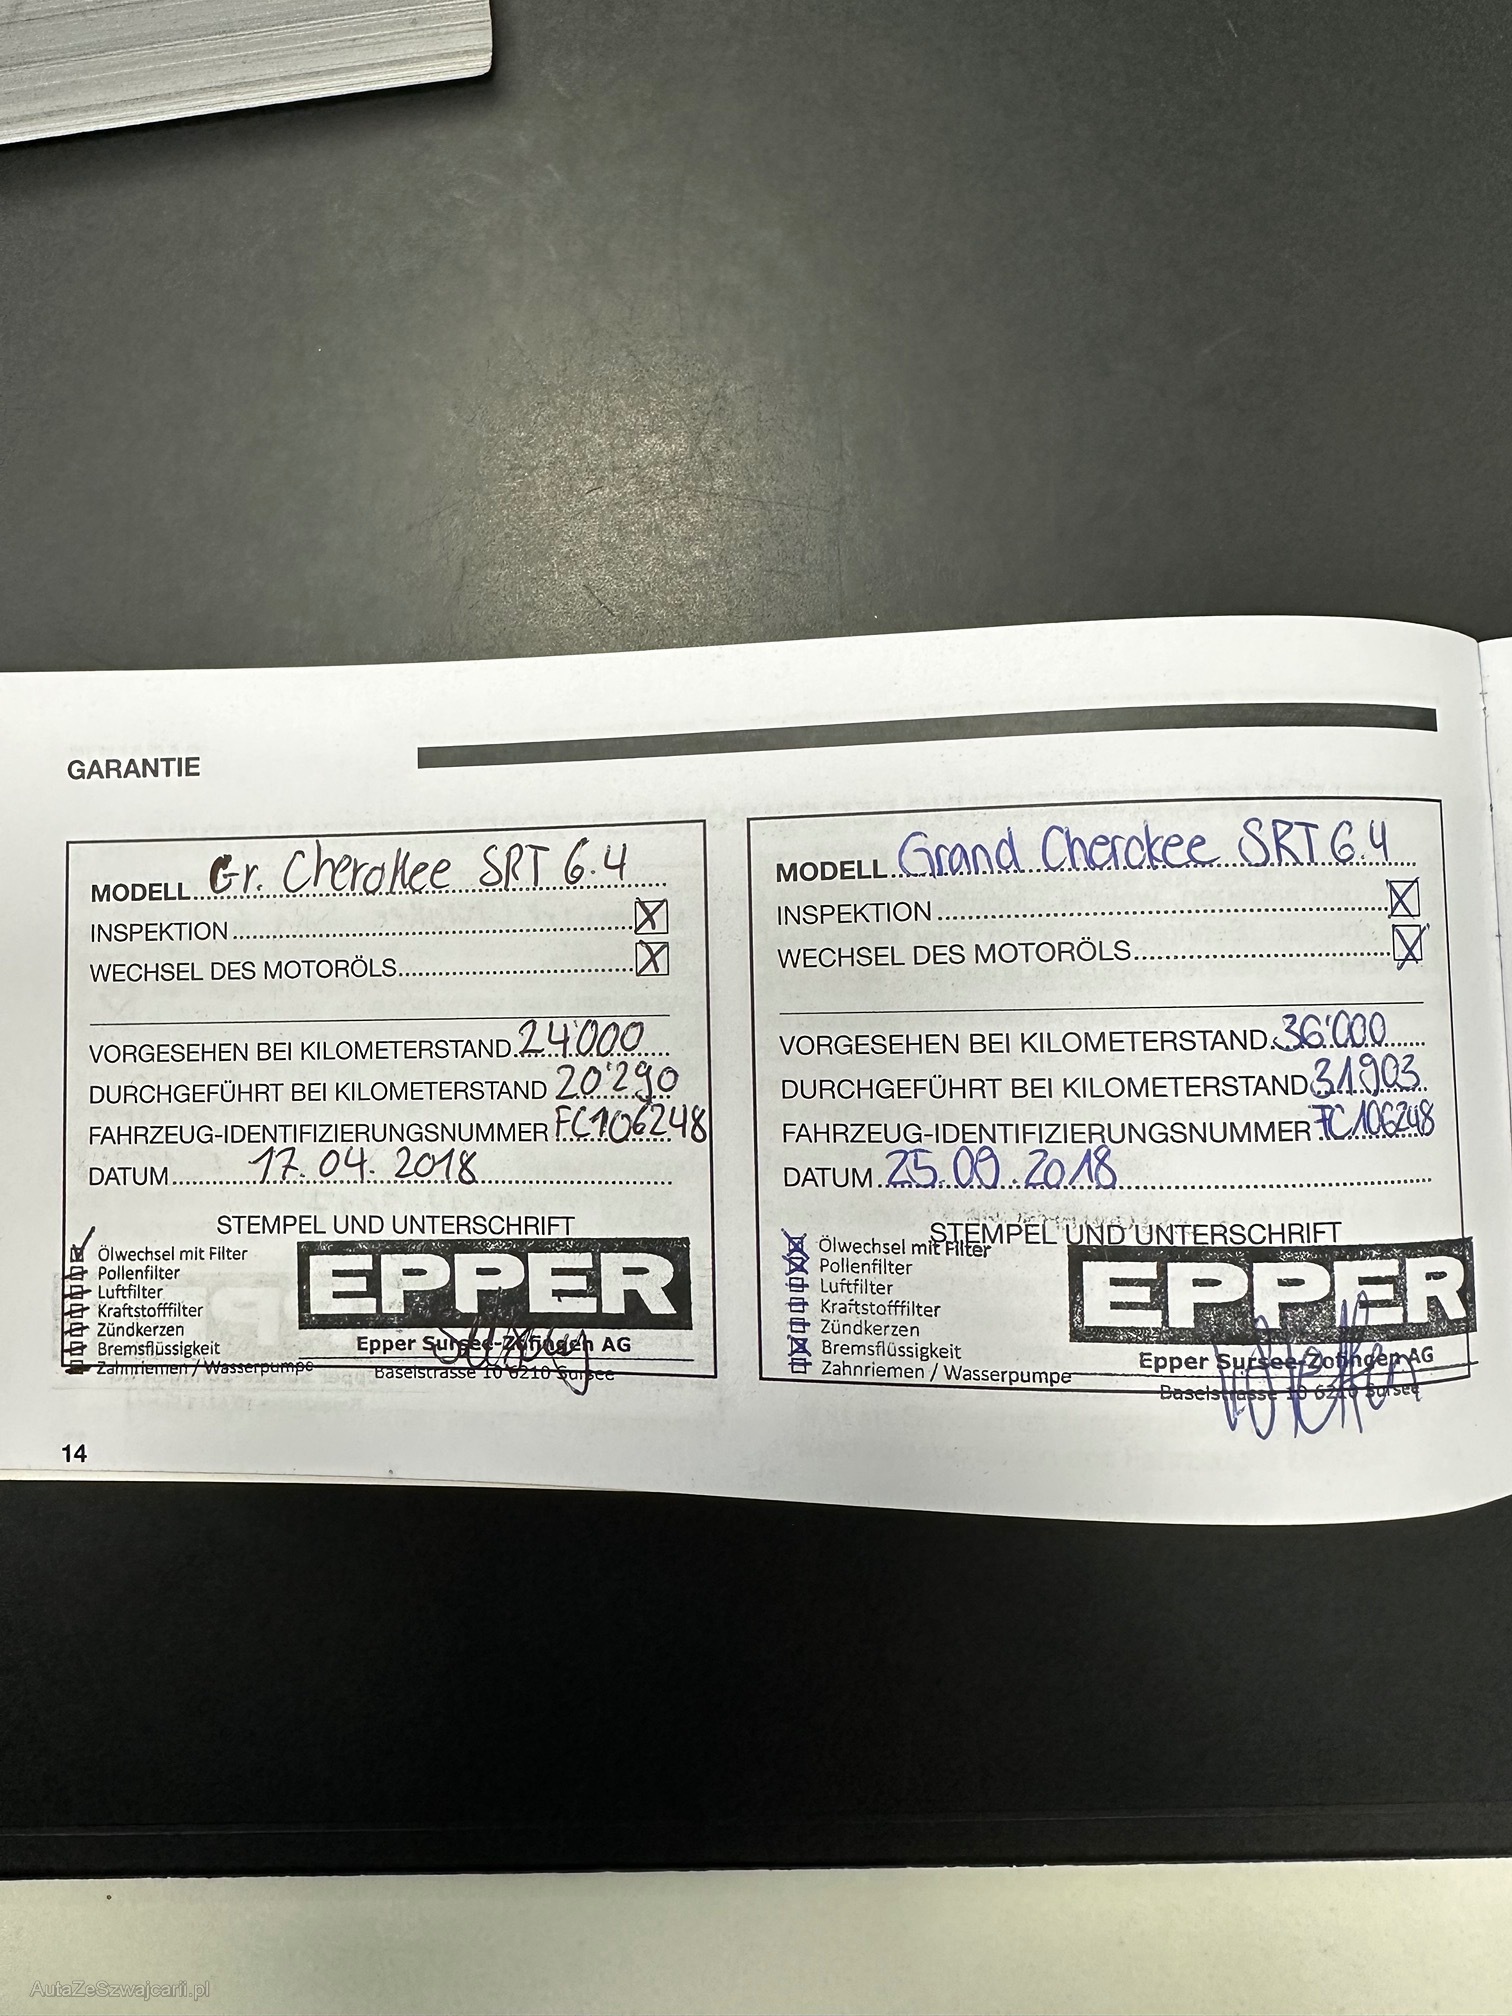 GARANTIE
MODELL Gr. Cherokee SRT 6.4
INSPEKTION X
WECHSEL DES MOTORÖLS X
VORGESEHEN BEI KILOMETERSTAND 24'000
DURCHGEFÜHRT BEI KILOMETERSTAND 20'290
FAHRZEUG-IDENTIFIZIERUNGSNUMMER FC106248
DATUM 17.04.2018
STEMPEL UND UNTERSCHRIFT
Ölwechsel mit Filter
Pollenfilter
Luftfilter
Kraftstofffilter
Zündkerzen
Bremsflüssigkeit
Zahnriemen / Wasserpumpe
EPPER
Epper Sursee-Zofingen AG
Baselstrasse 10 6210 Sursee
MODELL Grand Cherokee SRT 6.4
INSPEKTION X
WECHSEL DES MOTORÖLS X
VORGESEHEN BEI KILOMETERSTAND 36'000
DURCHGEFÜHRT BEI KILOMETERSTAND 31'903
FAHRZEUG-IDENTIFIZIERUNGSNUMMER FC106248
DATUM 25.09.2018
STEMPEL UND UNTERSCHRIFT
Ölwechsel mit Filter
Pollenfilter
Luftfilter
Kraftstofffilter
Zündkerzen
Bremsflüssigkeit
Zahnriemen / Wasserpumpe
EPPER
Epper Sursee-Zofingen AG
Baselstrasse 10 6210 Sursee
14
AutaZeSzwajcarii.pl